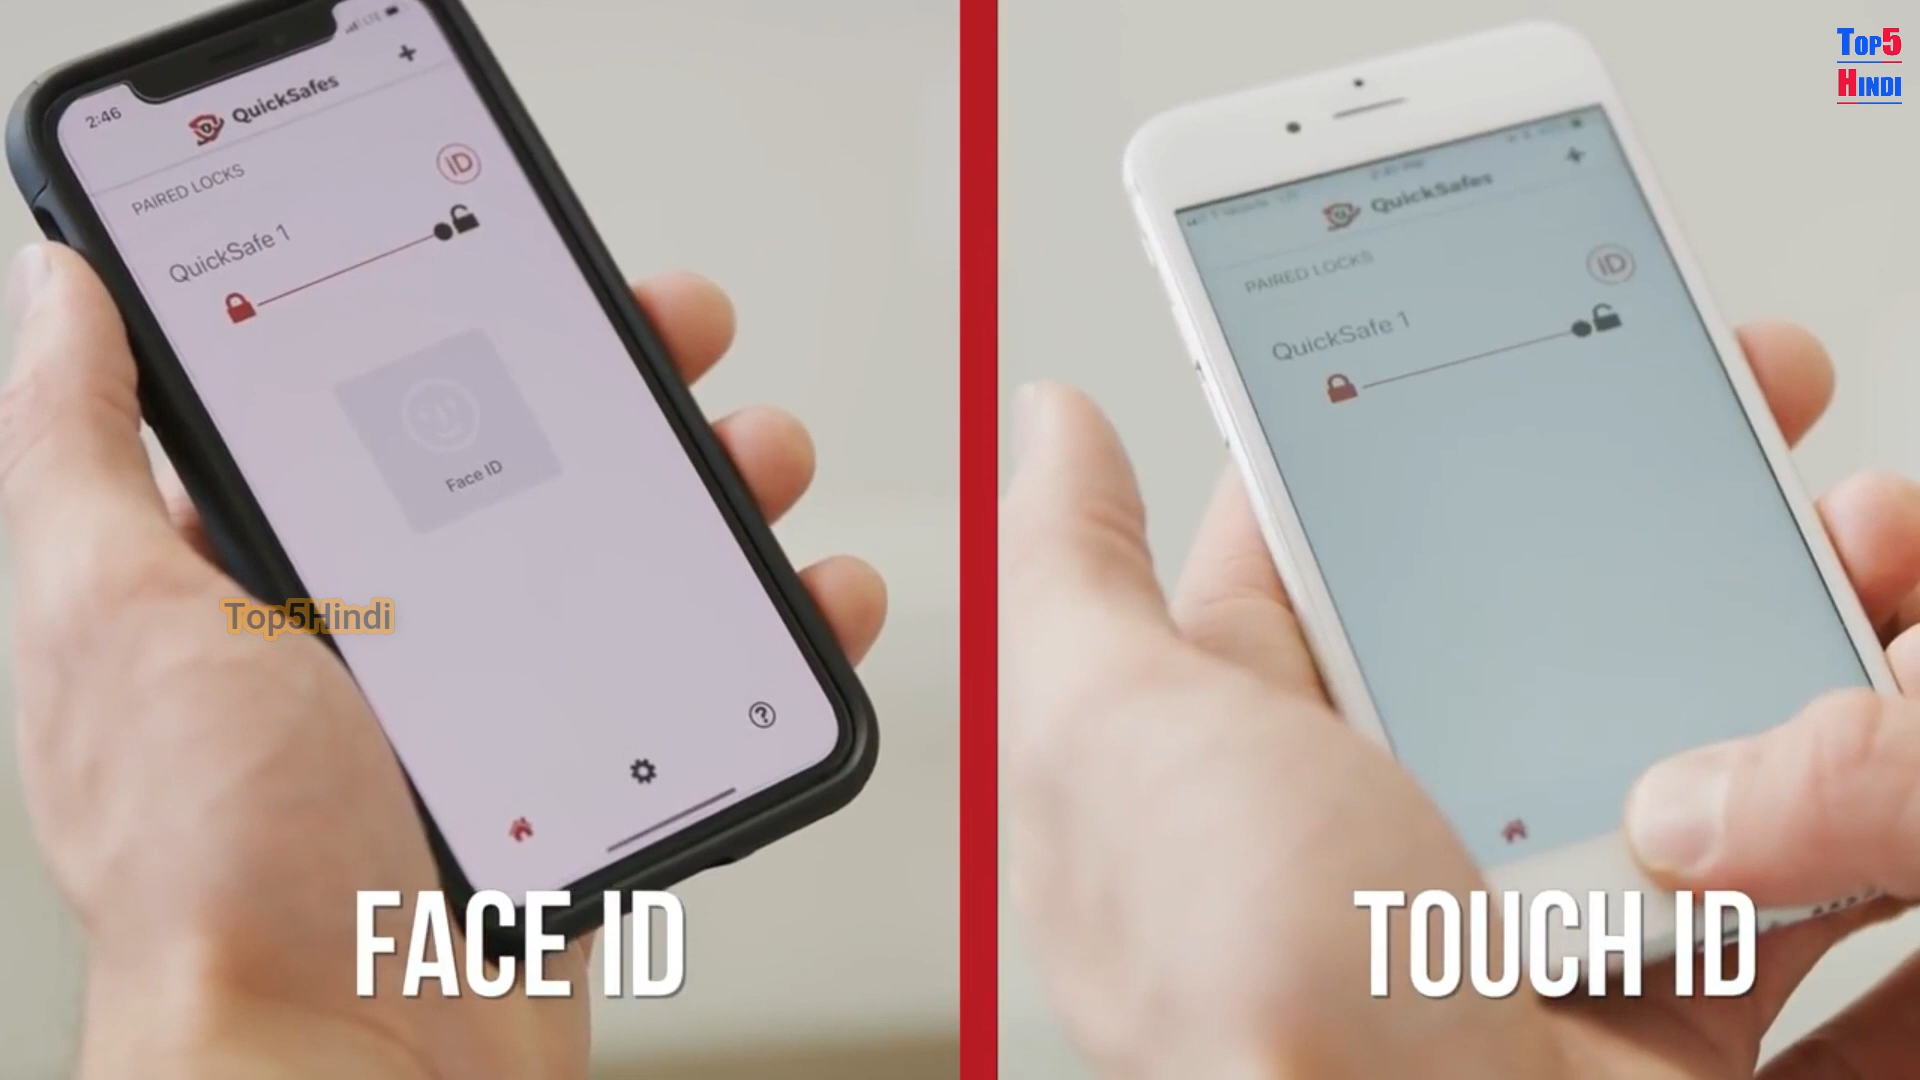 2:46
LTE
QuickSafes
PAIRED LOCKS
ID
QuickSafe 1
Face ID
?
Top5Hindi
FACE ID
QuickSafes
PAIRED LOCKS
ID
QuickSafe 1
TOUCH ID
TOP5
HINDI